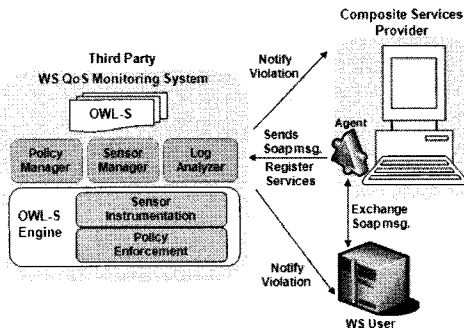 Composite Services
Provider
Third Party
WS QoS Monitoring System
Notify
Violation
OWL-S
Agent
Policy
Manager
Sensor
Manager
Log
Analyzer
Sends
Soap msg.
Register
Services
OWL-S
Engine
Sensor
Instrumentation
Policy
Enforcement
Exchange
Soap msg.
Notify
Violation
WS User